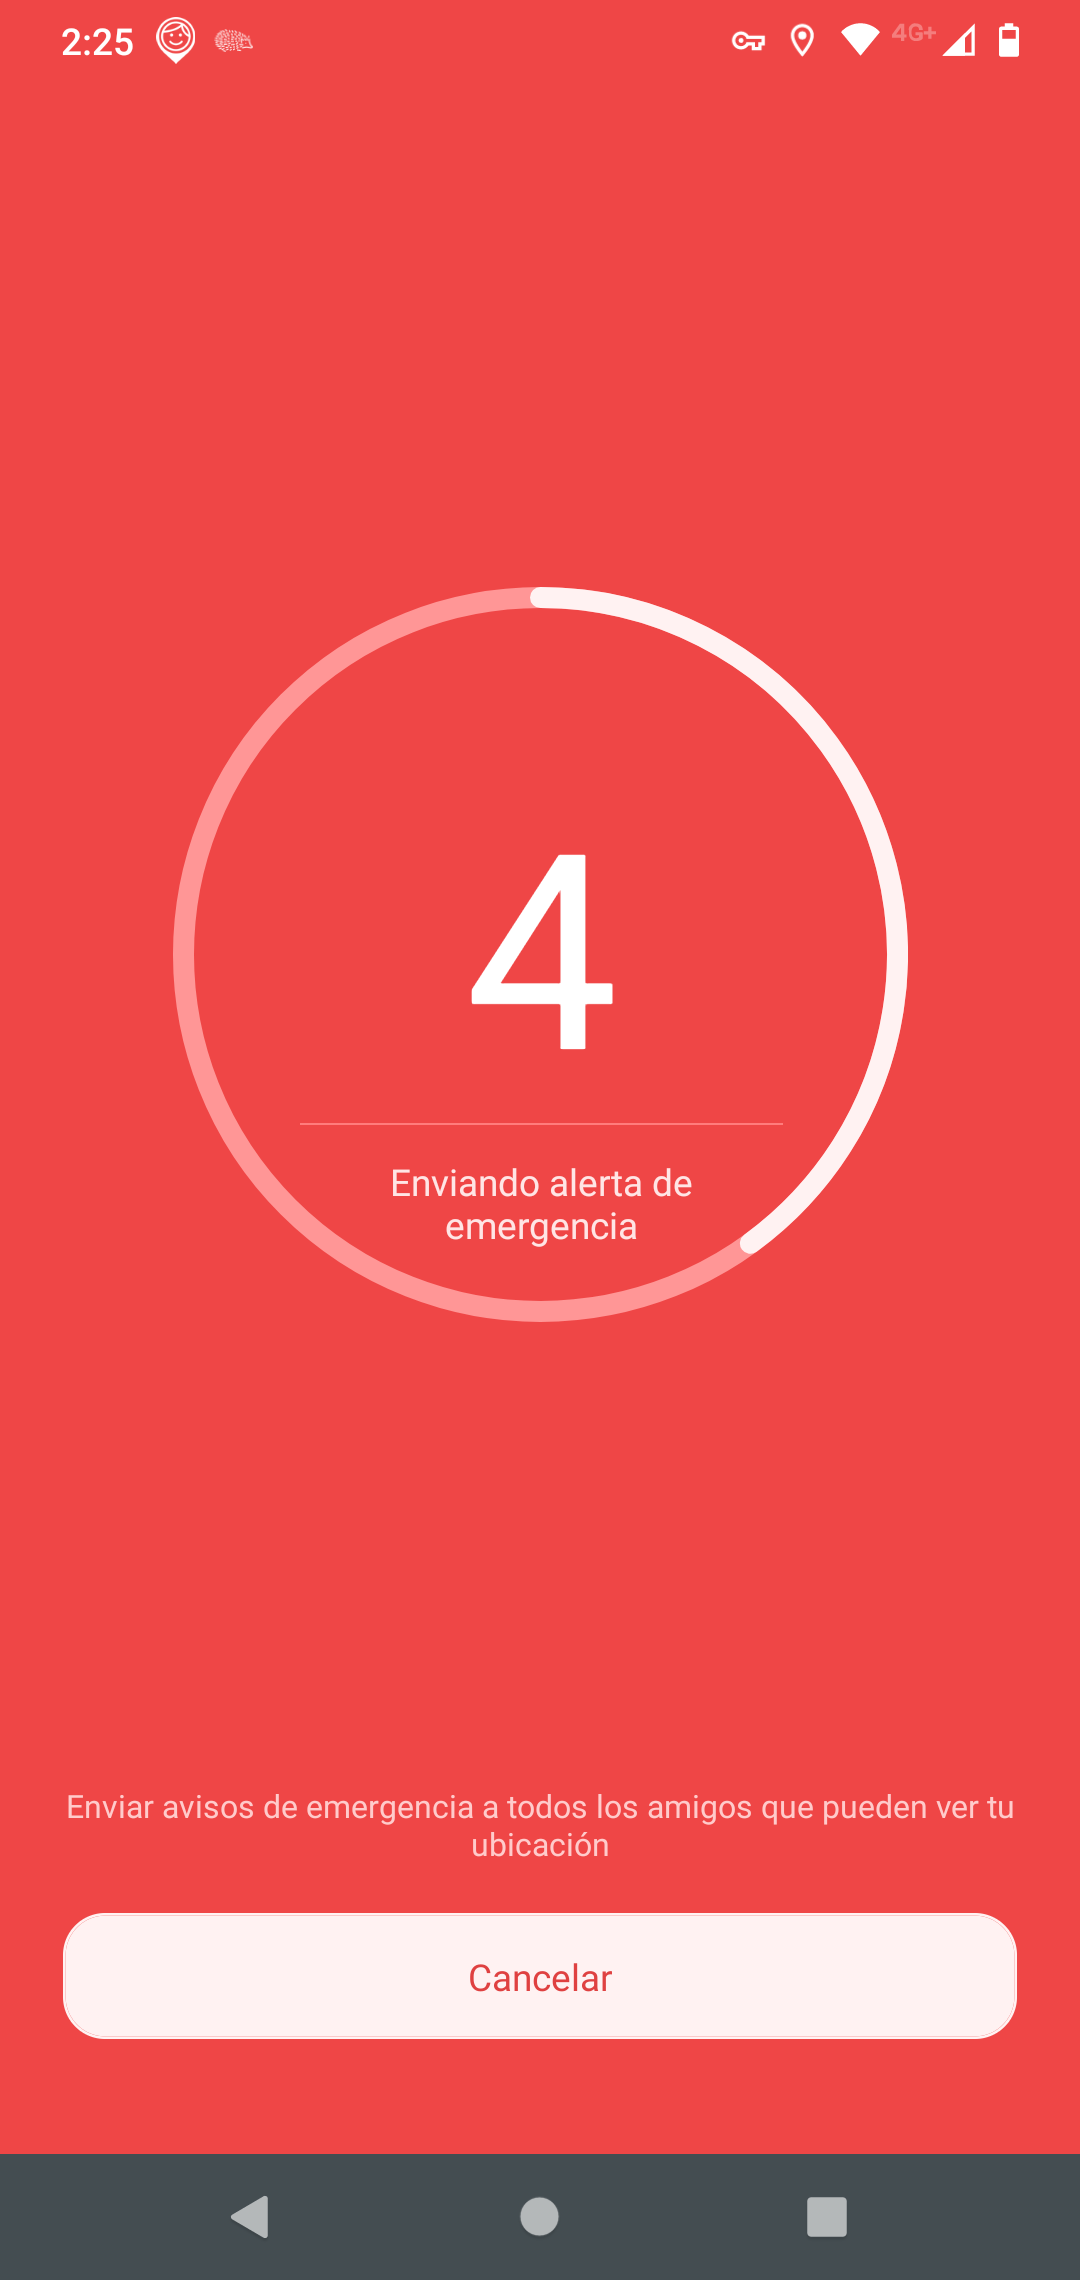 2:25
4G+
4
Enviando alerta de
emergencia
Enviar avisos de emergencia a todos los amigos que pueden ver tu
ubicación
Cancelar